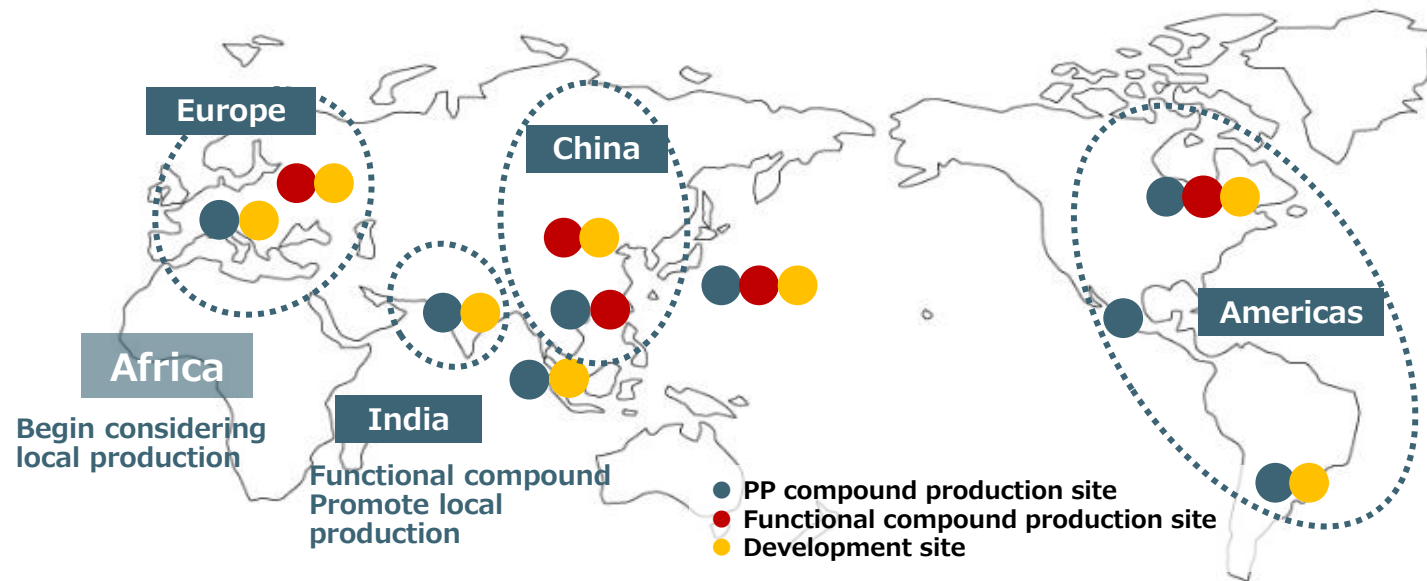 Europe
China
Americas
Africa
Begin considering
local production
India
Functional compound
Promote local
production
PP compound production site
Functional compound production site
Development site